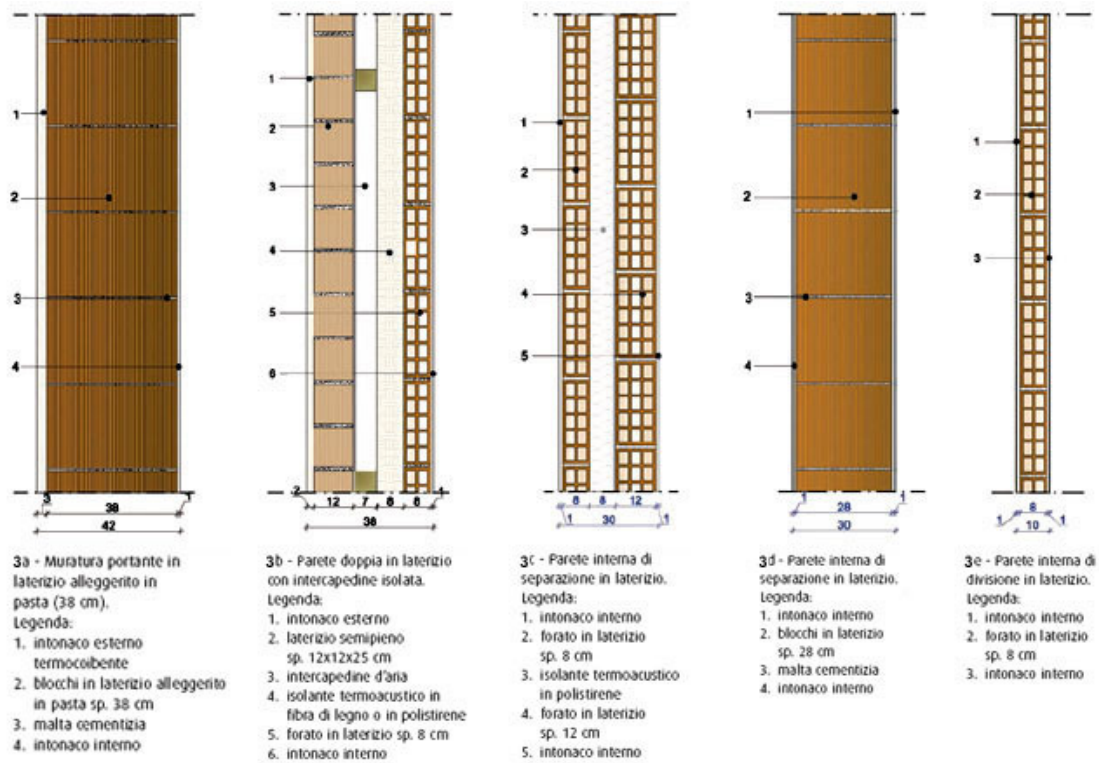 1
2
3
4
3
38
1
42
3a - Muratura portante in
laterizio alleggerito in
pasta (38 cm).
Legenda:
1. intonaco esterno
termocoibente
2. blocchi in laterizio alleggerito
in pasta sp. 38 cm
3. malta cementizia
4. intonaco interno
1
2
3
4
5
6
2
12
7
8
8
1
38
3b - Parete doppia in laterizio
con intercapedine isolata.
Legenda:
1. intonaco esterno
2. laterizio semipieno
sp. 12x12x25 cm
3. intercapedine d'aria
4. isolante termoacustico in
fibra di legno o in polistirene
5. forato in laterizio sp. 8 cm
6. intonaco interno
1
2
3
4
5
8
8
12
1
30
1
3c - Parete interna di
separazione in laterizio.
Legenda:
1. intonaco interno
2. forato in laterizio
sp. 8 cm
3. isolante termoacustico
in polistirene
4. forato in laterizio
sp. 12 cm
5. intonaco interno
1
2
3
4
1
28
1
30
3d - Parete interna di
separazione in laterizio.
Legenda:
1. intonaco interno
2. blocchi in laterizio
sp. 28 cm
3. malta cementizia
4. intonaco interno
1
2
3
8
1
10
1
3e - Parete interna di
divisione in laterizio.
Legenda:
1. intonaco interno
2. forato in laterizio
sp. 8 cm
3. intonaco interno